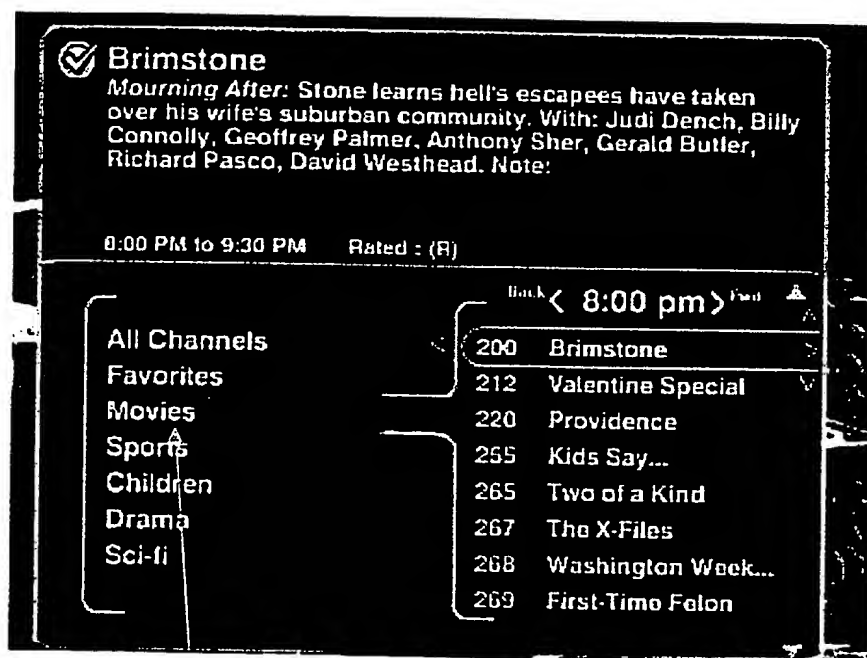 Brimstone
Mourning After: Stone learns hell's escapees have taken
over his wife's suburban community. With: Judi Dench, Billy
Connolly, Geoffrey Palmer, Anthony Sher, Gerald Butler,
Richard Pasco, David Westhead. Note:
8:00 PM to 9:30 PM Rated : (R)
Back < 8:00 pm > Fwd
All Channels
Favorites
Movies
Sports
Children
Drama
Sci-fi
200 Brimstone
212 Valentine Special
220 Providence
255 Kids Say...
265 Two of a Kind
267 The X-Files
268 Washington Week...
269 First-Time Felon